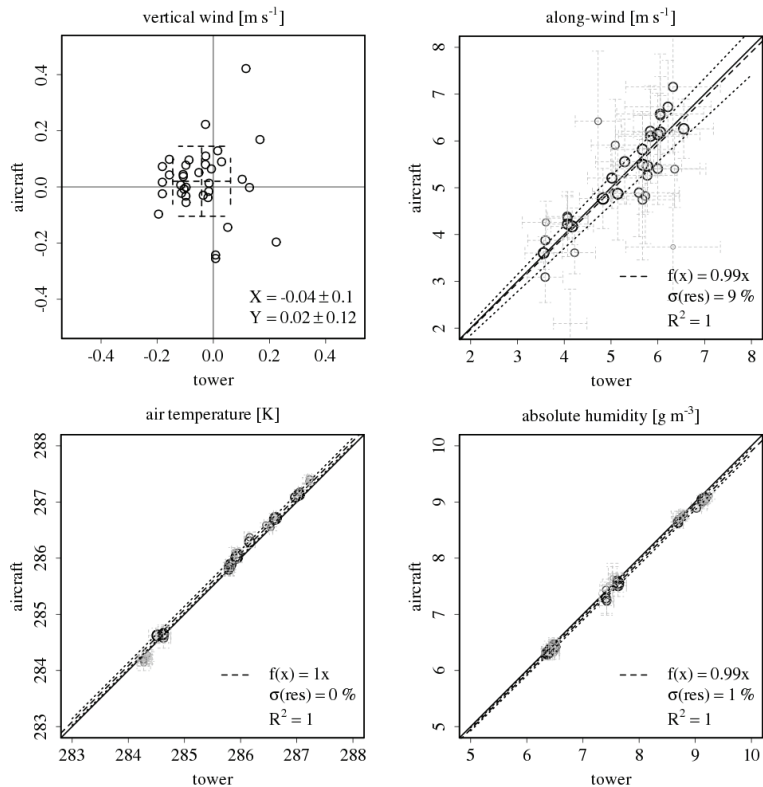 vertical wind [m s⁻¹]
aircraft
0.4
0.2
0.0
-0.2
-0.4
X = -0.04±0.1
Y = 0.02±0.12
-0.4 -0.2 0.0 0.2 0.4
tower
along-wind [m s⁻¹]
aircraft
8
7
6
5
4
3
2
f(x) = 0.99x
σ(res) = 9 %
R² = 1
2 3 4 5 6 7 8
tower
air temperature [K]
aircraft
288
287
286
285
284
283
f(x) = 1x
σ(res) = 0 %
R² = 1
283 284 285 286 287 288
tower
absolute humidity [g m⁻³]
aircraft
10
9
8
7
6
5
f(x) = 0.99x
σ(res) = 1 %
R² = 1
5 6 7 8 9 10
tower